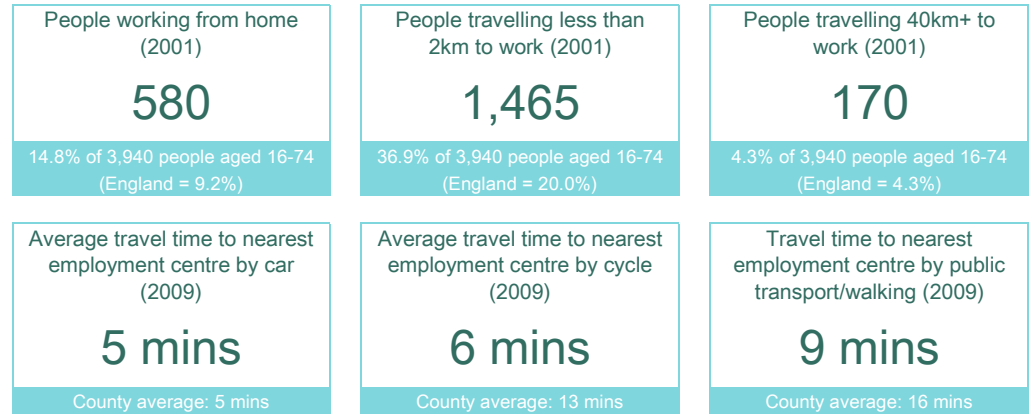 People working from home
(2001)
580
14.8% of 3,940 people aged 16-74
(England = 9.2%)
People travelling less than
2km to work (2001)
1,465
36.9% of 3,940 people aged 16-74
(England = 20.0%)
People travelling 40km+ to
work (2001)
170
4.3% of 3,940 people aged 16-74
(England = 4.3%)
Average travel time to nearest
employment centre by car
(2009)
5 mins
County average: 5 mins
Average travel time to nearest
employment centre by cycle
(2009)
6 mins
County average: 13 mins
Travel time to nearest
employment centre by public
transport/walking (2009)
9 mins
County average: 16 mins